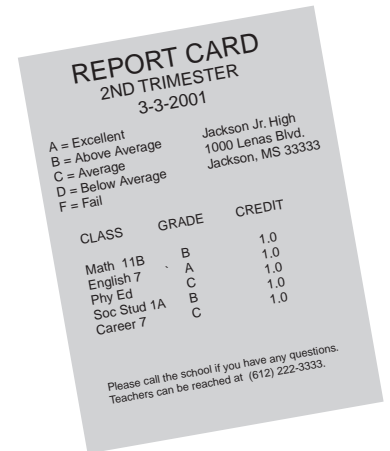 REPORT CARD
2ND TRIMESTER
3-3-2001
A = Excellent
B = Above Average
C = Average
D = Below Average
F = Fail
Jackson Jr. High
1000 Lenas Blvd.
Jackson, MS 33333
CLASS GRADE CREDIT
Math 11B B 1.0
English 7 A 1.0
Phy Ed C 1.0
Soc Stud 1A B 1.0
Career 7 C 1.0
Please call the school if you have any questions.
Teachers can be reached at (612) 222-3333.